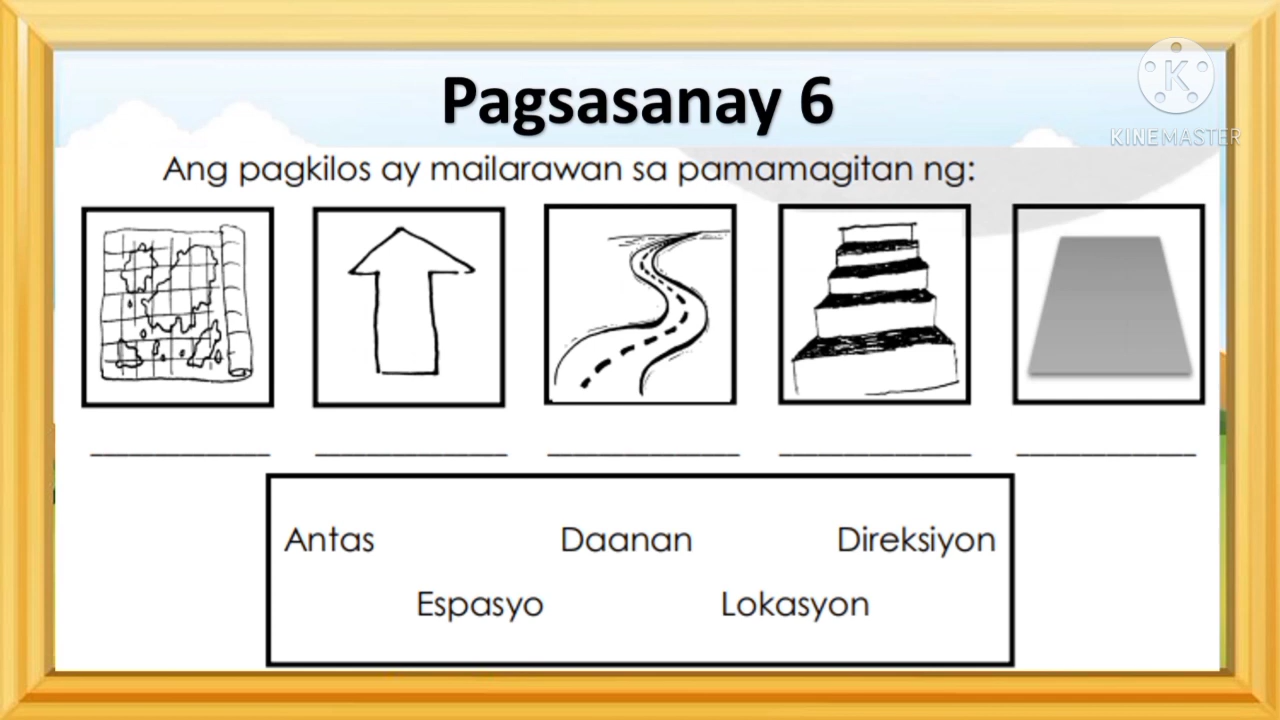 Pagsasanay 6
K
KINEMASTER
Ang pagkilos ay mailarawan sa pamamagitan ng:
Antas Daanan Direksiyon
Espasyo Lokasyon